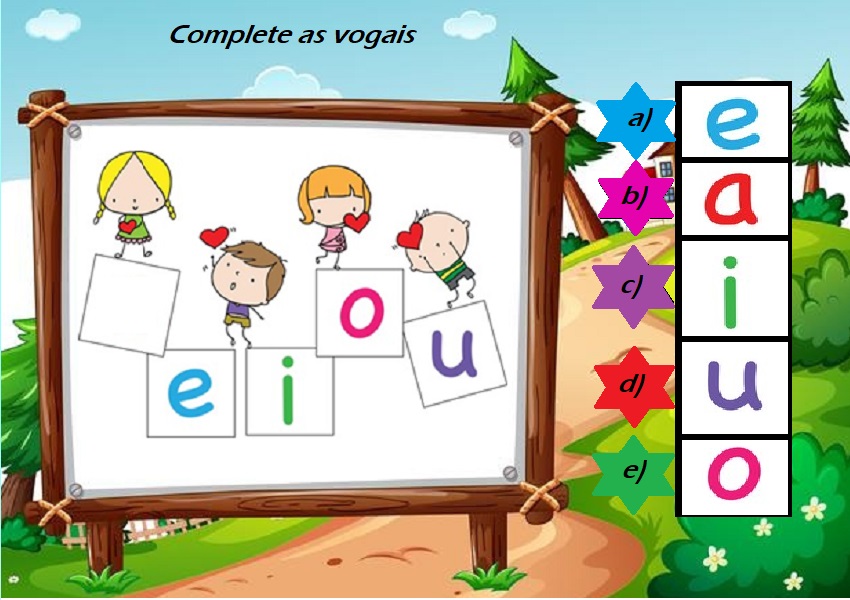 Complete as vogais
e i o u
a) e
b) a
c) i
d) u
e) o